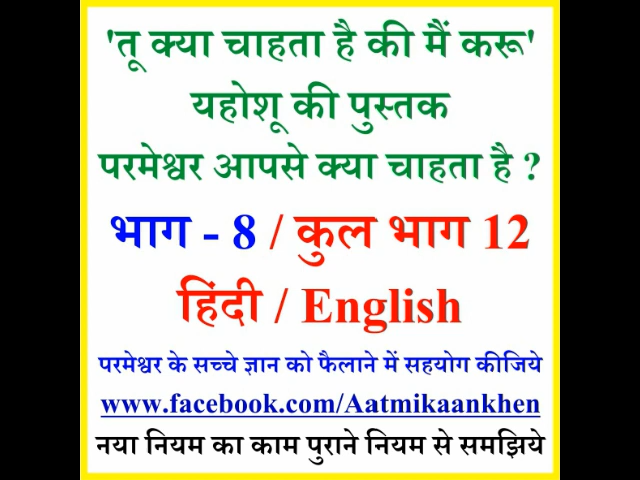 'तू क्या चाहता है की मैं करू'
यहोशू की पुस्तक
परमेश्वर आपसे क्या चाहता है ?
भाग - 8 / कुल भाग 12
हिंदी / English
परमेश्वर के सच्चे ज्ञान को फैलाने में सहयोग कीजिये
www.facebook.com/Aatmikaankhen
नया नियम का काम पुराने नियम से समझिये